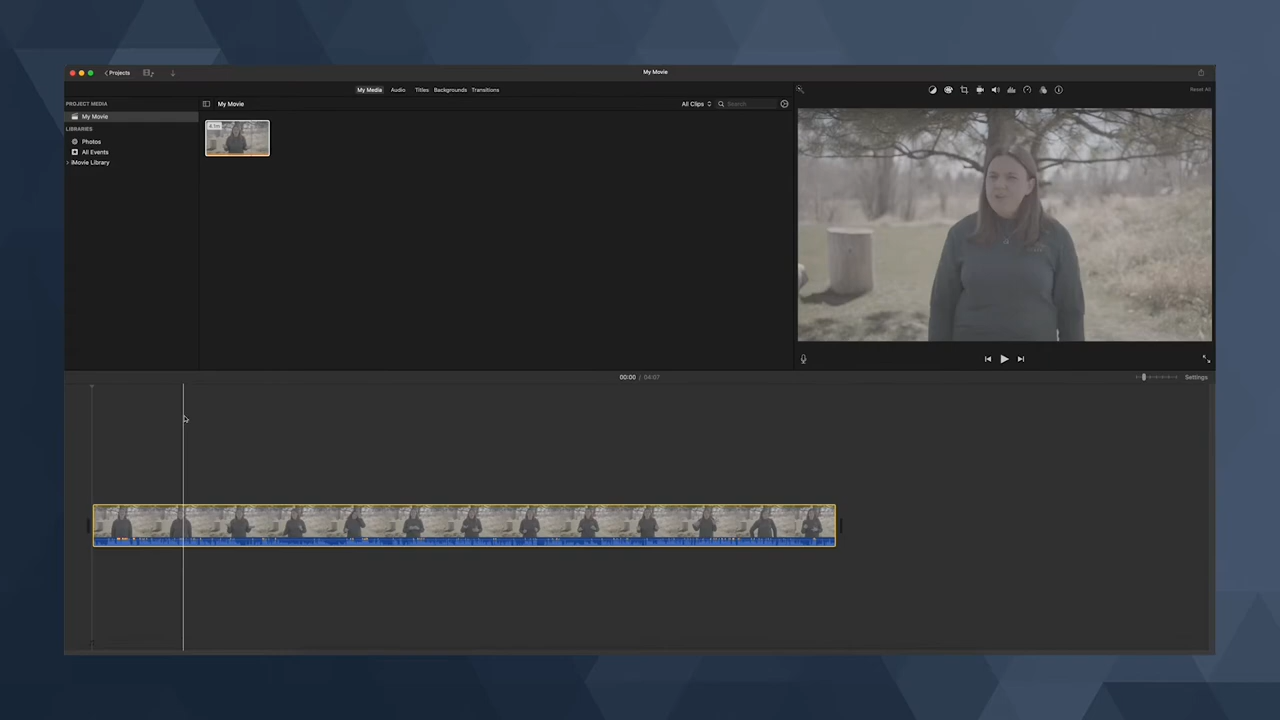 Projects
My Movie
My Media Audio Titles Backgrounds Transitions
Reset All
PROJECT MEDIA
My Movie
LIBRARIES
Photos
All Events
iMovie Library
My Movie
All Clips
Search
00:00 / 04:07
Settings